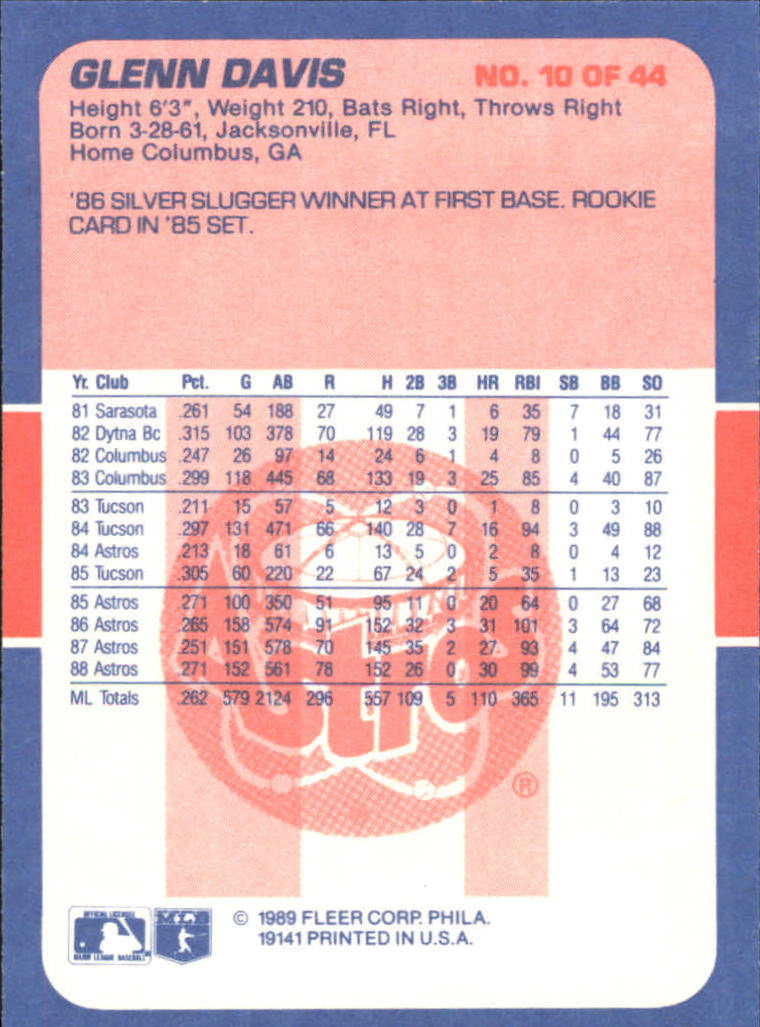 GLENN DAVIS NO. 10 OF 44
Height 6'3", Weight 210, Bats Right, Throws Right
Born 3-28-61, Jacksonville, FL
Home Columbus, GA
'86 SILVER SLUGGER WINNER AT FIRST BASE. ROOKIE
CARD IN '85 SET.
Yr. Club Pct. G AB R H 2B 3B HR RBI SB BB SO
81 Sarasota .261 54 188 27 49 7 1 6 35 7 18 31
82 Dytna Bc .315 103 378 70 119 28 3 19 79 1 44 77
82 Columbus .247 26 97 14 24 6 1 4 8 0 5 26
83 Columbus .299 118 445 68 133 19 3 25 85 4 40 87
83 Tucson .211 15 57 5 12 3 0 1 8 0 3 10
84 Tucson .297 131 471 66 140 28 7 16 94 3 49 88
84 Astros .213 18 61 6 13 5 0 2 8 0 4 12
85 Tucson .305 60 220 22 67 24 2 5 35 1 13 23
85 Astros .271 100 350 51 95 11 0 20 64 0 27 68
86 Astros .265 158 574 91 152 32 3 31 101 3 64 72
87 Astros .251 151 578 70 145 35 2 27 93 4 47 84
88 Astros .271 152 561 78 152 26 0 30 99 4 53 77
ML Totals .262 579 2124 296 557 109 5 110 365 11 195 313
Astros
®
OFFICIAL LICENSEE
MAJOR LEAGUE BASEBALL
© 1989 FLEER CORP. PHILA.
19141 PRINTED IN U.S.A.